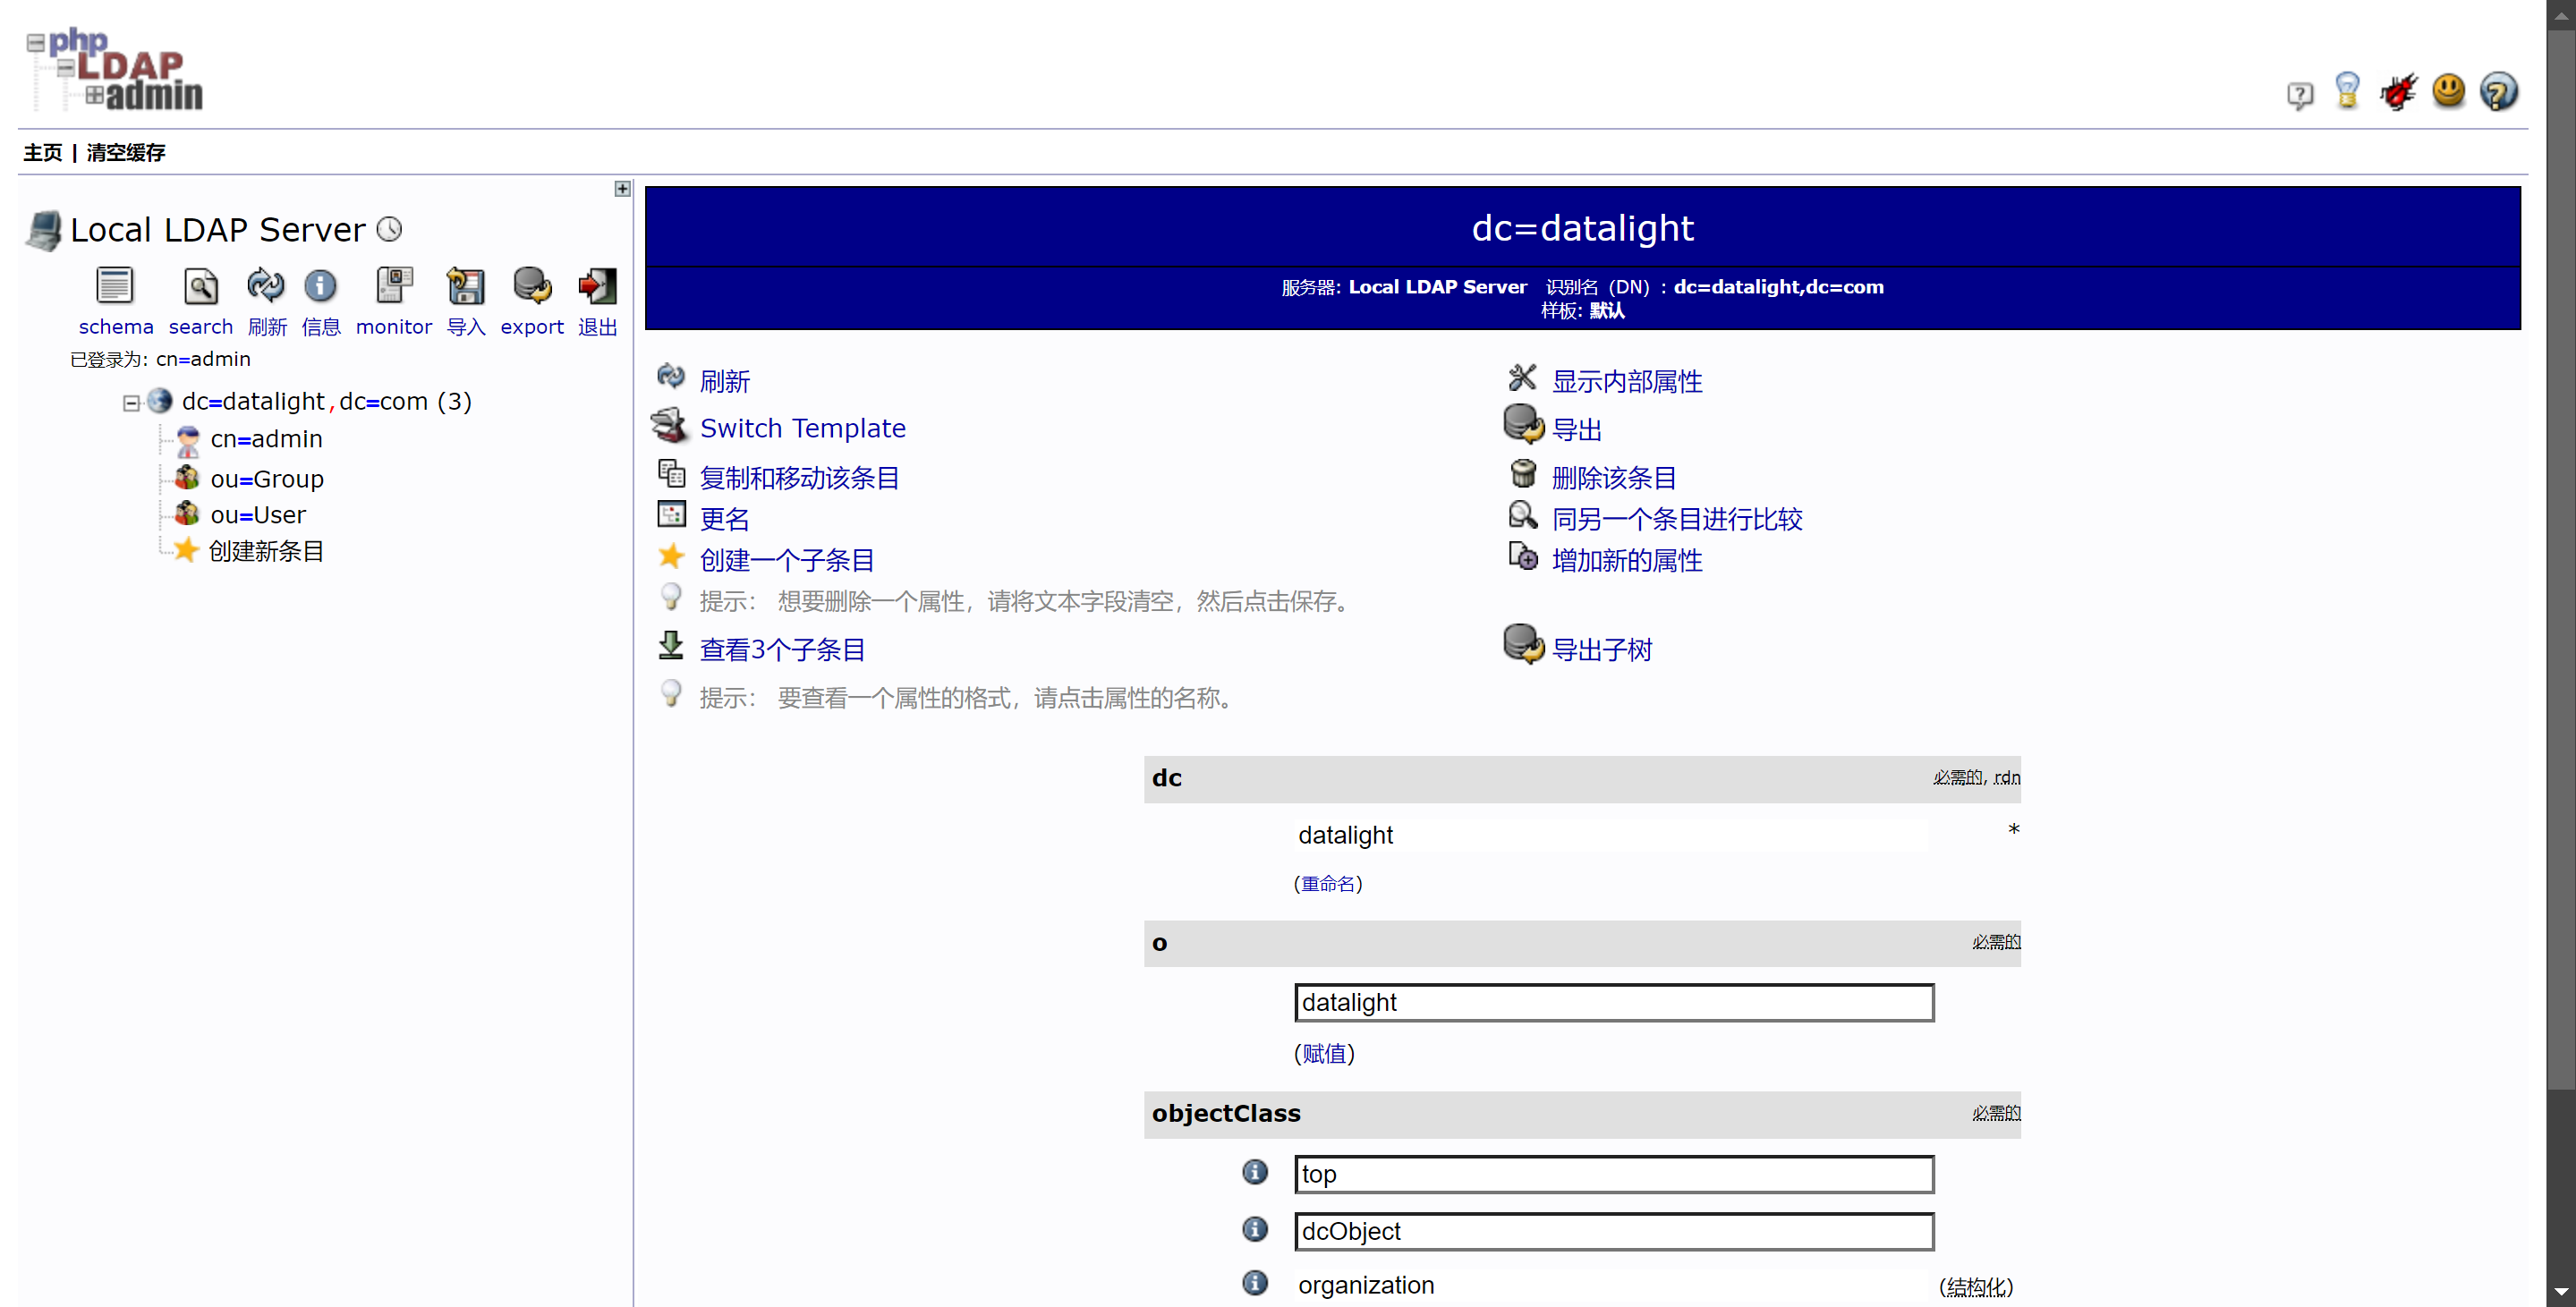 php
LDAP
admin
主页 | 清空缓存
Local LDAP Server
schema search 刷新 信息 monitor 导入 export 退出
已登录为: cn=admin
dc=datalight,dc=com (3)
cn=admin
ou=Group
ou=User
创建新条目
dc=datalight
服务器: Local LDAP Server 识别名（DN）: dc=datalight,dc=com
样板: 默认
刷新
显示内部属性
Switch Template
导出
复制和移动该条目
删除该条目
更名
同另一个条目进行比较
创建一个子条目
增加新的属性
提示： 想要删除一个属性，请将文本字段清空，然后点击保存。
查看3个子条目
导出子树
提示： 要查看一个属性的格式，请点击属性的名称。
dc 必需的, rdn
datalight *
(重命名)
o 必需的
datalight
(赋值)
objectClass 必需的
top
dcObject
organization (结构化)